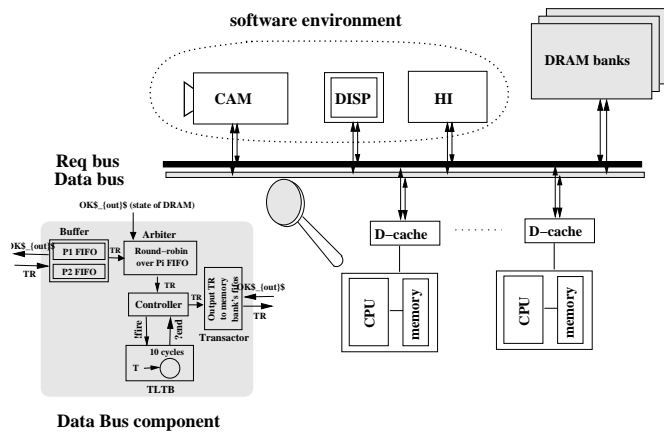 software environment
CAM
DISP
HI
DRAM banks
Req bus
Data bus
OK$_{out}$ (state of DRAM)
Buffer
Arbiter
OK$_{out}$
P1 FIFO
P2 FIFO
TR
TR
Round−robin
over Pi FIFO
TR
Controller
TR
Output TR
to memory
bank's fifos
OK$_{out}$
TR
Transactor
!fire
?end
10 cycles
T
TLTB
Data Bus component
D−cache
D−cache
CPU
memory
CPU
memory